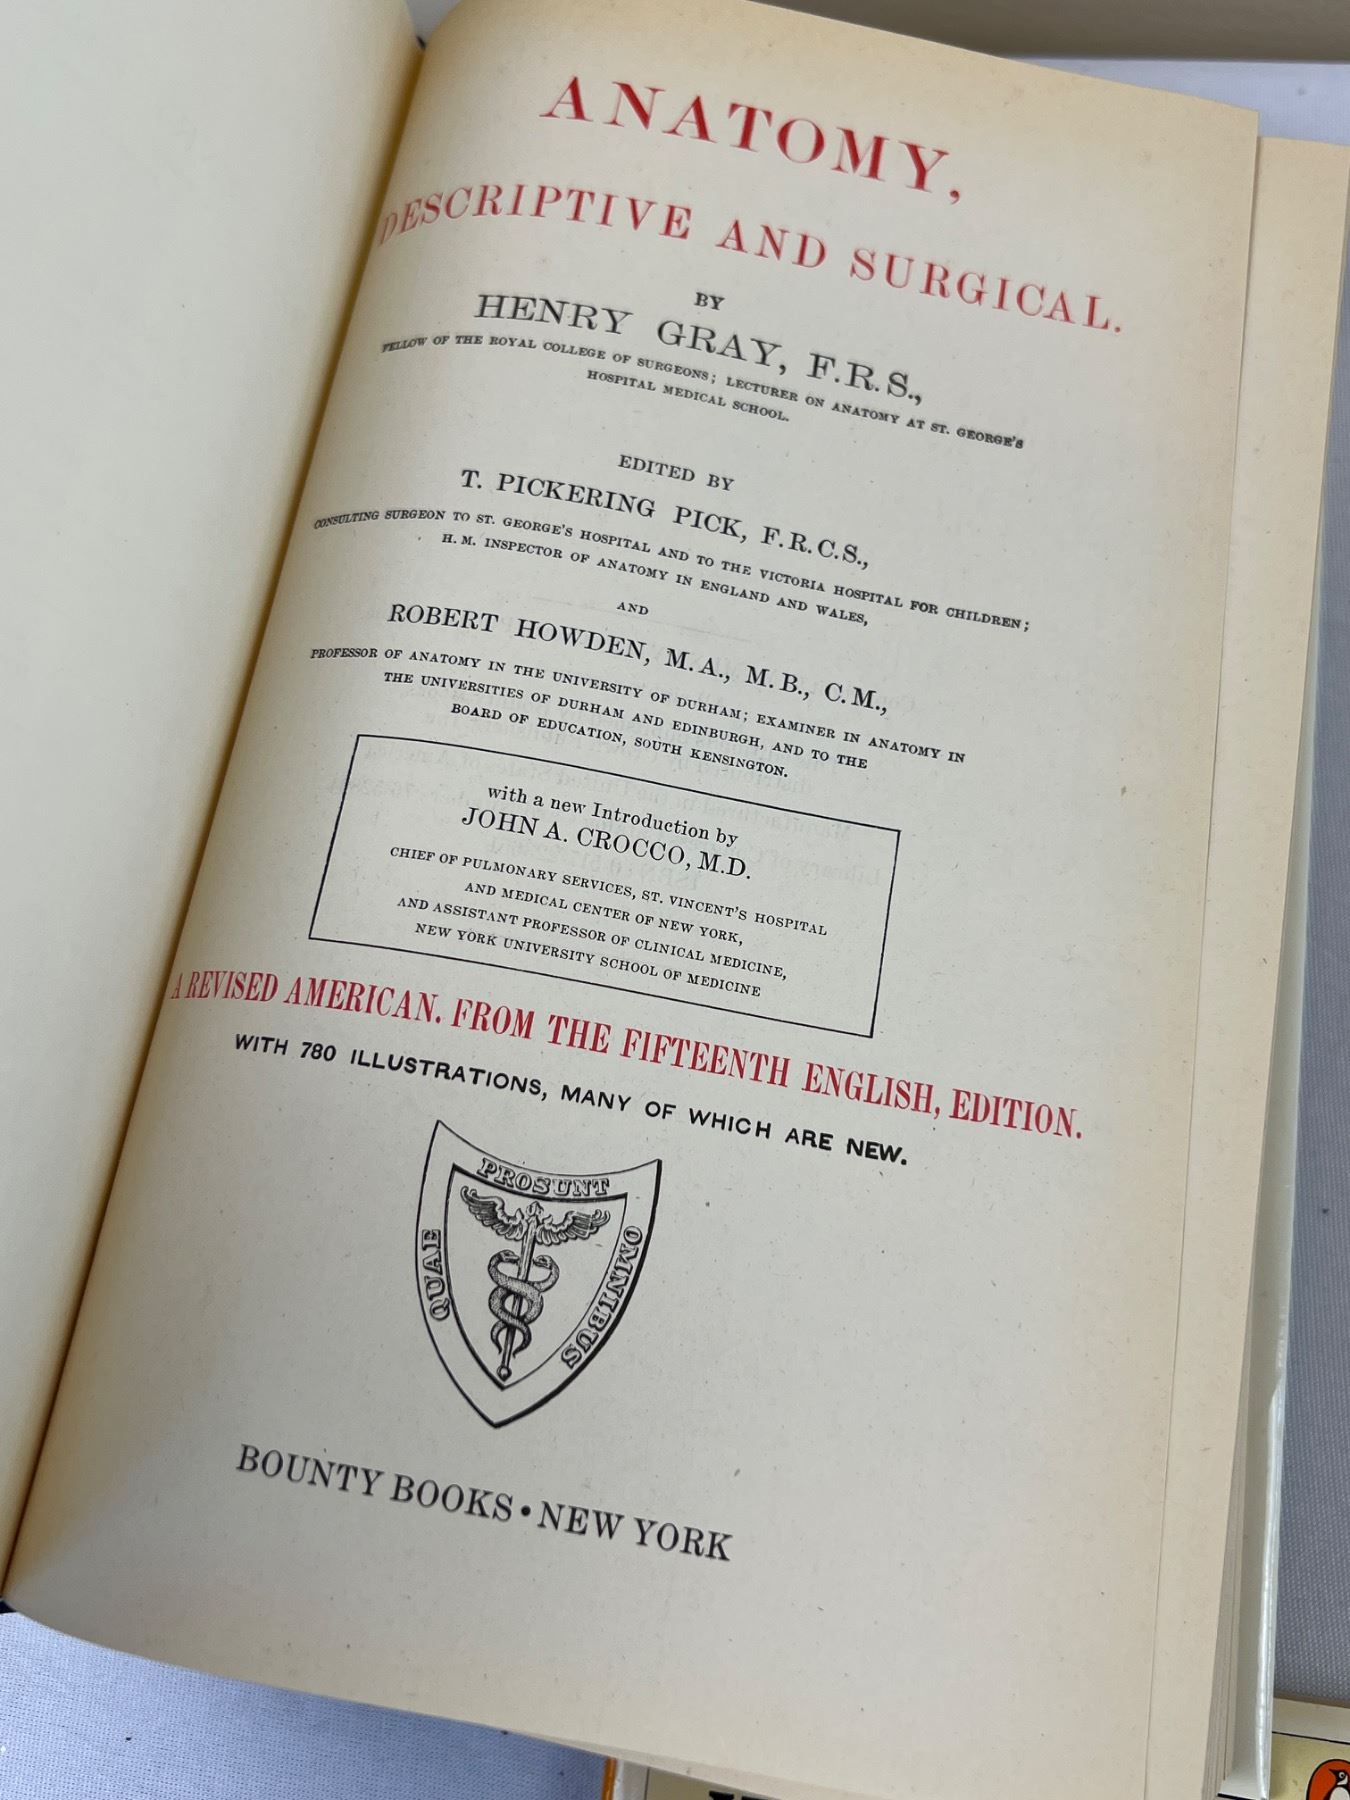 ANATOMY,
DESCRIPTIVE AND SURGICAL.
BY
HENRY GRAY, F.R.S.,
FELLOW OF THE ROYAL COLLEGE OF SURGEONS; LECTURER ON ANATOMY AT ST. GEORGE'S
HOSPITAL MEDICAL SCHOOL.
EDITED BY
T. PICKERING PICK, F.R.C.S.,
CONSULTING SURGEON TO ST. GEORGE'S HOSPITAL AND TO THE VICTORIA HOSPITAL FOR CHILDREN;
H. M. INSPECTOR OF ANATOMY IN ENGLAND AND WALES,
AND
ROBERT HOWDEN, M.A., M.B., C.M.,
PROFESSOR OF ANATOMY IN THE UNIVERSITY OF DURHAM; EXAMINER IN ANATOMY IN
THE UNIVERSITIES OF DURHAM AND EDINBURGH, AND TO THE
BOARD OF EDUCATION, SOUTH KENSINGTON.
with a new Introduction by
JOHN A. CROCCO, M.D.
CHIEF OF PULMONARY SERVICES, ST. VINCENT'S HOSPITAL
AND MEDICAL CENTER OF NEW YORK,
AND ASSISTANT PROFESSOR OF CLINICAL MEDICINE,
NEW YORK UNIVERSITY SCHOOL OF MEDICINE
A REVISED AMERICAN. FROM THE FIFTEENTH ENGLISH, EDITION.
WITH 780 ILLUSTRATIONS, MANY OF WHICH ARE NEW.
QUAE PROSUNT OMNIBUS
BOUNTY BOOKS • NEW YORK